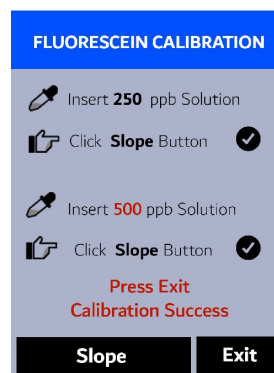 FLUORESCEIN CALIBRATION
Insert 250 ppb Solution
Click Slope Button
Insert 500 ppb Solution
Click Slope Button
Press Exit
Calibration Success
Slope
Exit